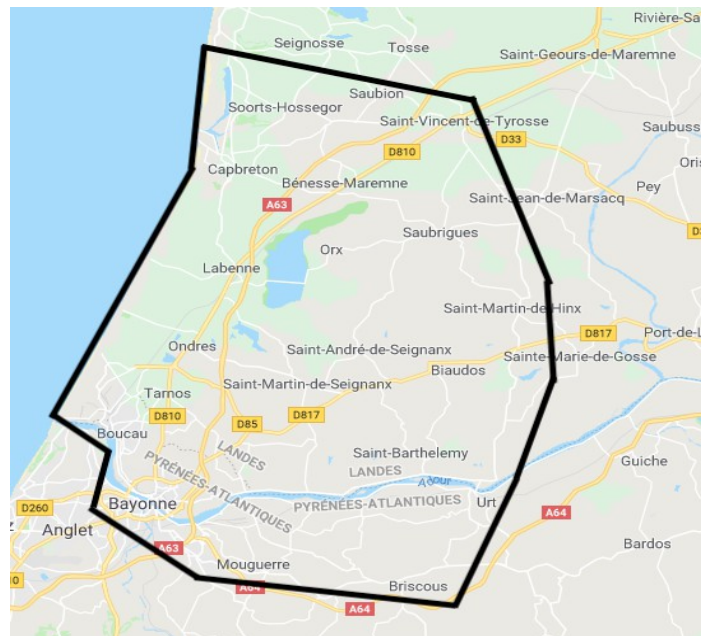 Rivière-Sa
Seignosse
Tosse
Saint-Geours-de-Maremne
Saubion
Soorts-Hossegor
Saint-Vincent-de-Tyrosse
Saubuss
D33
D810
Oris
Capbreton
Bénesse-Maremne
Pey
Saint-Jean-de-Marsacq
A63
D3
Saubrigues
Orx
Labenne
Saint-Martin-de-Hinx
D817
Port-de-L
Ondres
Saint-André-de-Seignanx
Sainte-Marie-de-Gosse
Biaudos
Saint-Martin-de-Seignanx
Tarnos
D810
D85
D817
Boucau
LANDES
Saint-Barthelemy
PYRÉNÉES-ATLANTIQUES
LANDES
Guiche
Adour
Bayonne
PYRÉNÉES-ATLANTIQUES
Urt
D260
A64
Anglet
A63
Bardos
Mouguerre
10
A64
Briscous
A64